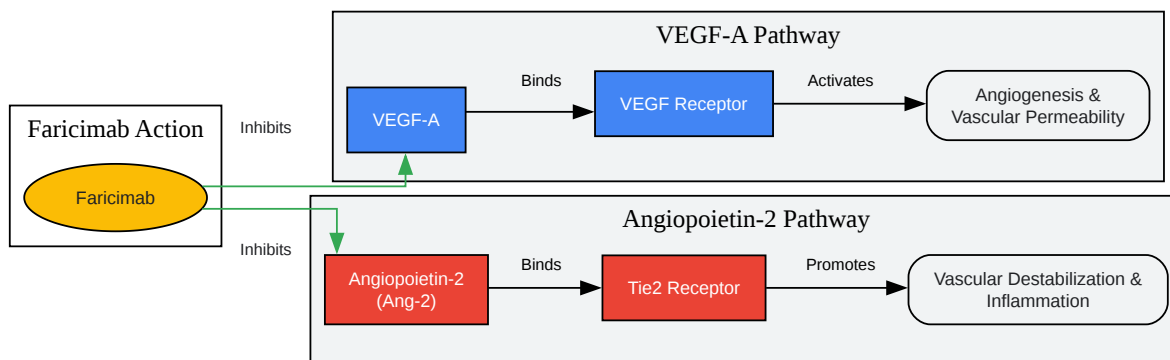 VEGF-A Pathway
Binds
Activates
VEGF-A
VEGF Receptor
Angiogenesis &
Vascular Permeability
Faricimab Action
Inhibits
Faricimab
Inhibits
Angiopoietin-2 Pathway
Binds
Promotes
Angiopoietin-2
(Ang-2)
Tie2 Receptor
Vascular Destabilization &
Inflammation